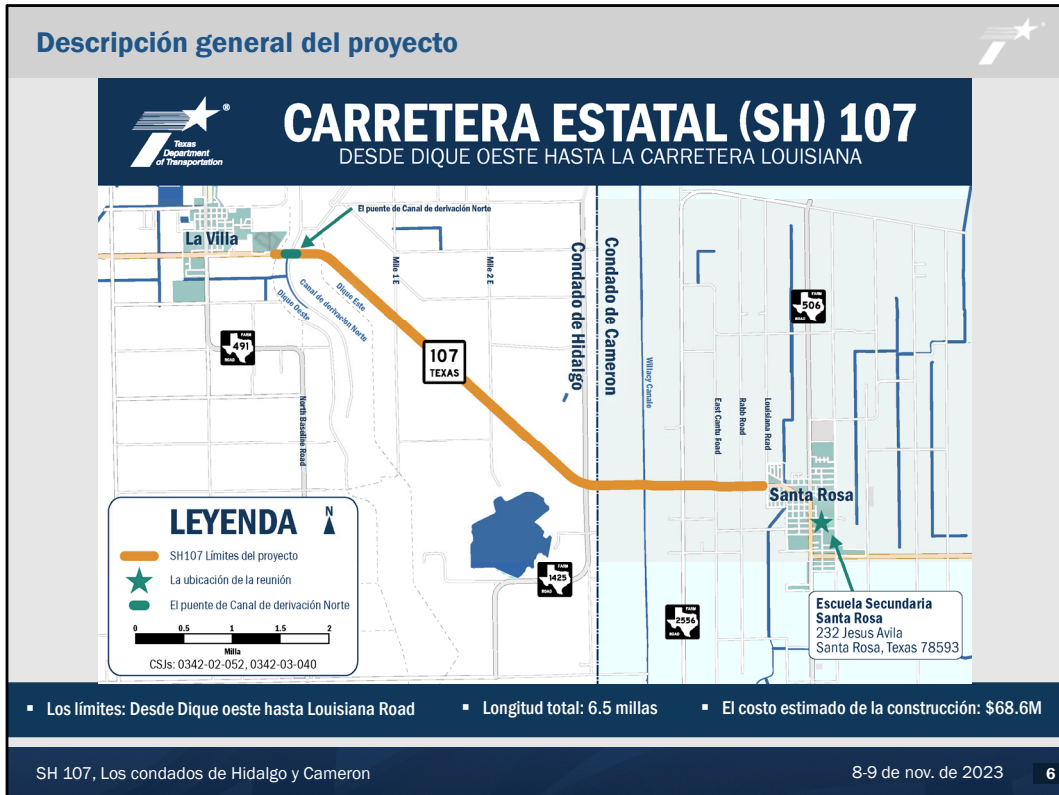 Descripción general del proyecto
Texas
Department
of Transportation
®
CARRETERA ESTATAL (SH) 107
DESDE DIQUE OESTE HASTA LA CARRETERA LOUISIANA
El puente de Canal de derivación Norte
La Villa
Dique Oeste
Canal de derivacion Norte
Dique Este
Mile 1 E
Mile 2 E
Condado de Hidalgo
Condado de Cameron
FARM
491
ROAD
North Baseline Road
107
TEXAS
Willacy Canale
FARM
506
ROAD
East Cantu Foad
Rabb Road
Louisiana Rtad
Santa Rosa
FARM
1425
ROAD
FARM
2556
ROAD
LEYENDA
N
SH107 Límites del proyecto
La ubicación de la reunión
El puente de Canal de derivación Norte
0 0.5 1 1.5 2
Milla
CSJs: 0342-02-052, 0342-03-040
Escuela Secundaria
Santa Rosa
232 Jesus Avila
Santa Rosa, Texas 78593
▪ Los límites: Desde Dique oeste hasta Louisiana Road ▪ Longitud total: 6.5 millas ▪ El costo estimado de la construcción: $68.6M
SH 107, Los condados de Hidalgo y Cameron 8-9 de nov. de 2023 6